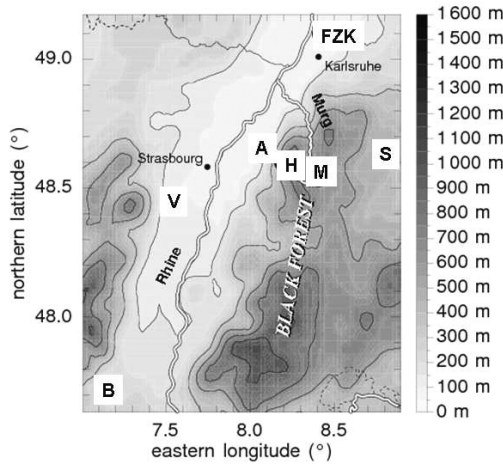 FZK
Karlsruhe
Murg
A
H
M
S
Strasbourg
V
Rhine
BLACK FOREST
B
49.0
48.5
48.0
northern latitude (°)
7.5
8.0
8.5
eastern longitude (°)
1600 m
1500 m
1400 m
1300 m
1200 m
1100 m
1000 m
900 m
800 m
700 m
600 m
500 m
400 m
300 m
200 m
100 m
0 m